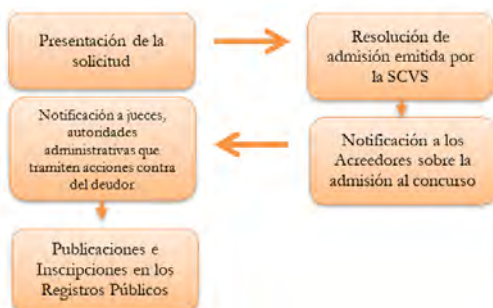 Presentación de la
solicitud
Resolución de
admisión emitida por
la SCVS
Notificación a los
Acreedores sobre la
admisión al concurso
Notificación a jueces,
autoridades
administrativas que
tramiten acciones contra
del deudor
Publicaciones e
Inscripciones en los
Registros Públicos